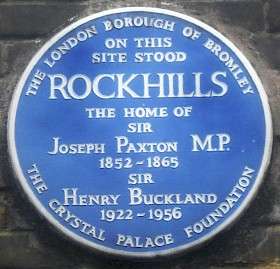 THE LONDON BOROUGH OF BROMLEY
ON THIS
SITE STOOD
ROCKHILLS
THE HOME OF
SIR
JOSEPH PAXTON M.P.
1852-1865
SIR
HENRY BUCKLAND
1922-1956
THE CRYSTAL PALACE FOUNDATION